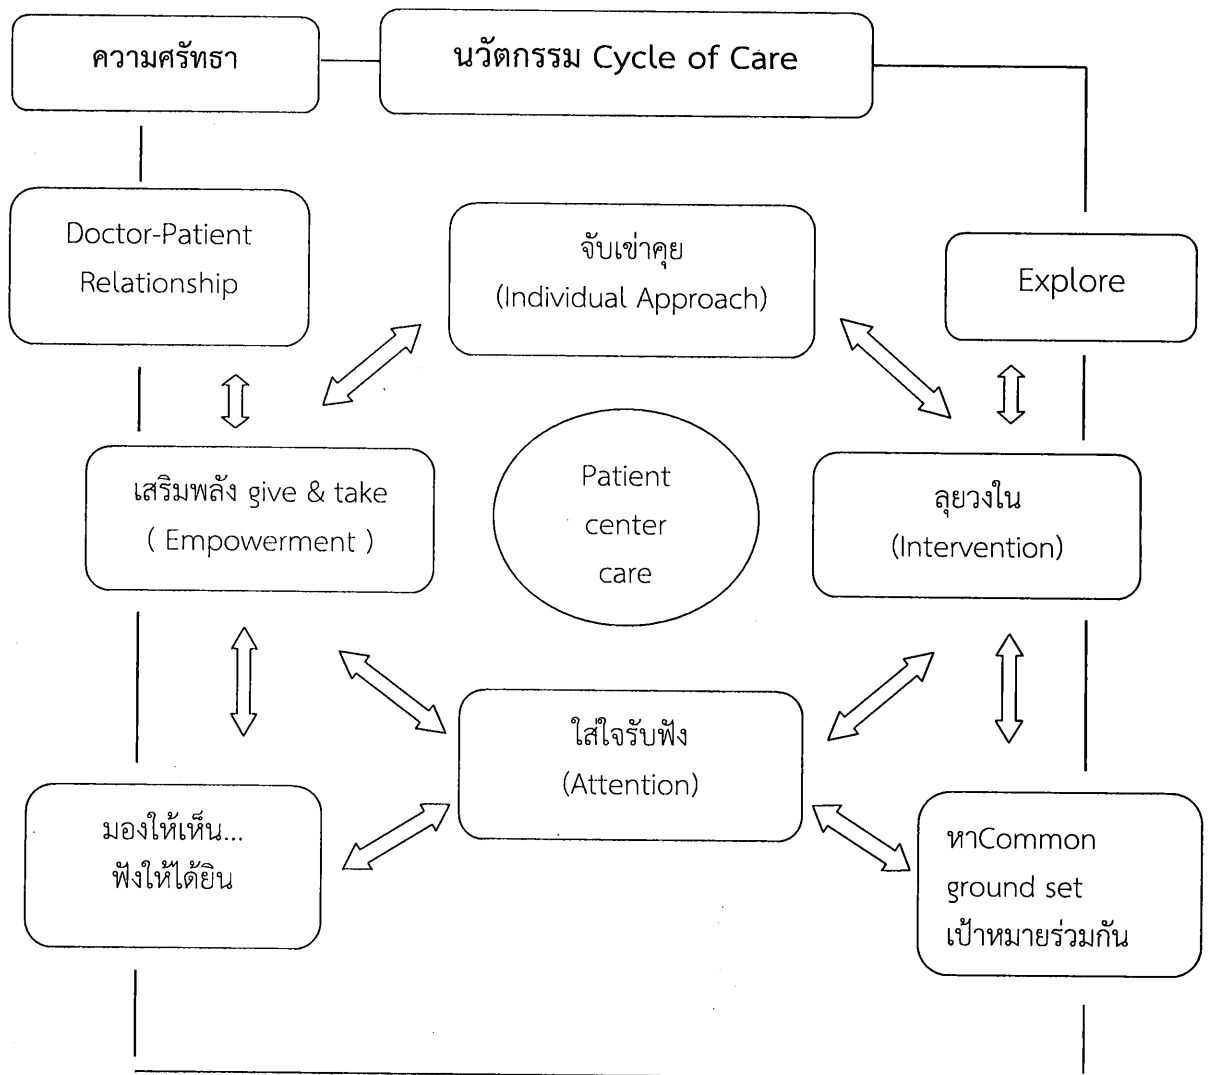 ความศรัทธา
นวัตกรรม Cycle of Care
Doctor-Patient
Relationship
จับเข่าคุย
(Individual Approach)
Explore
เสริมพลัง give & take
( Empowerment )
Patient
center
care
ลุยวงใน
(Intervention)
ใส่ใจรับฟัง
(Attention)
มองให้เห็น...
ฟังให้ได้ยิน
หาCommon
ground set
เป้าหมายร่วมกัน